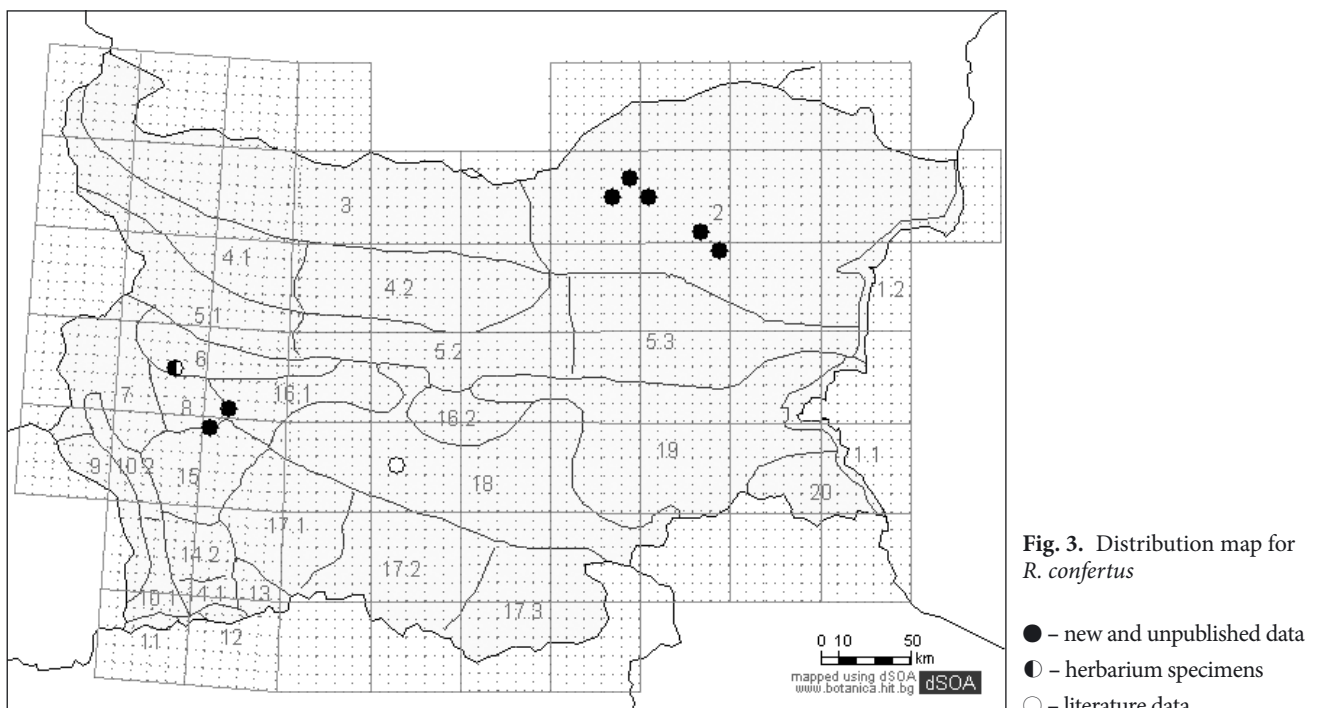 3
2
4.1
4.2
1.2
5.1
5.2
5.3
6
7
8
16.1
16.2
19
1.1
9
10.2
15
18
20
17.1
14.2
17.2
10.1
14.1
13
17.3
11
12
0 10 50
km
mapped using dSOA
www.botanica.hit.bg
dSOA
Fig. 3. Distribution map for
R. confertus
● – new and unpublished data
◐ – herbarium specimens
○ – literature data